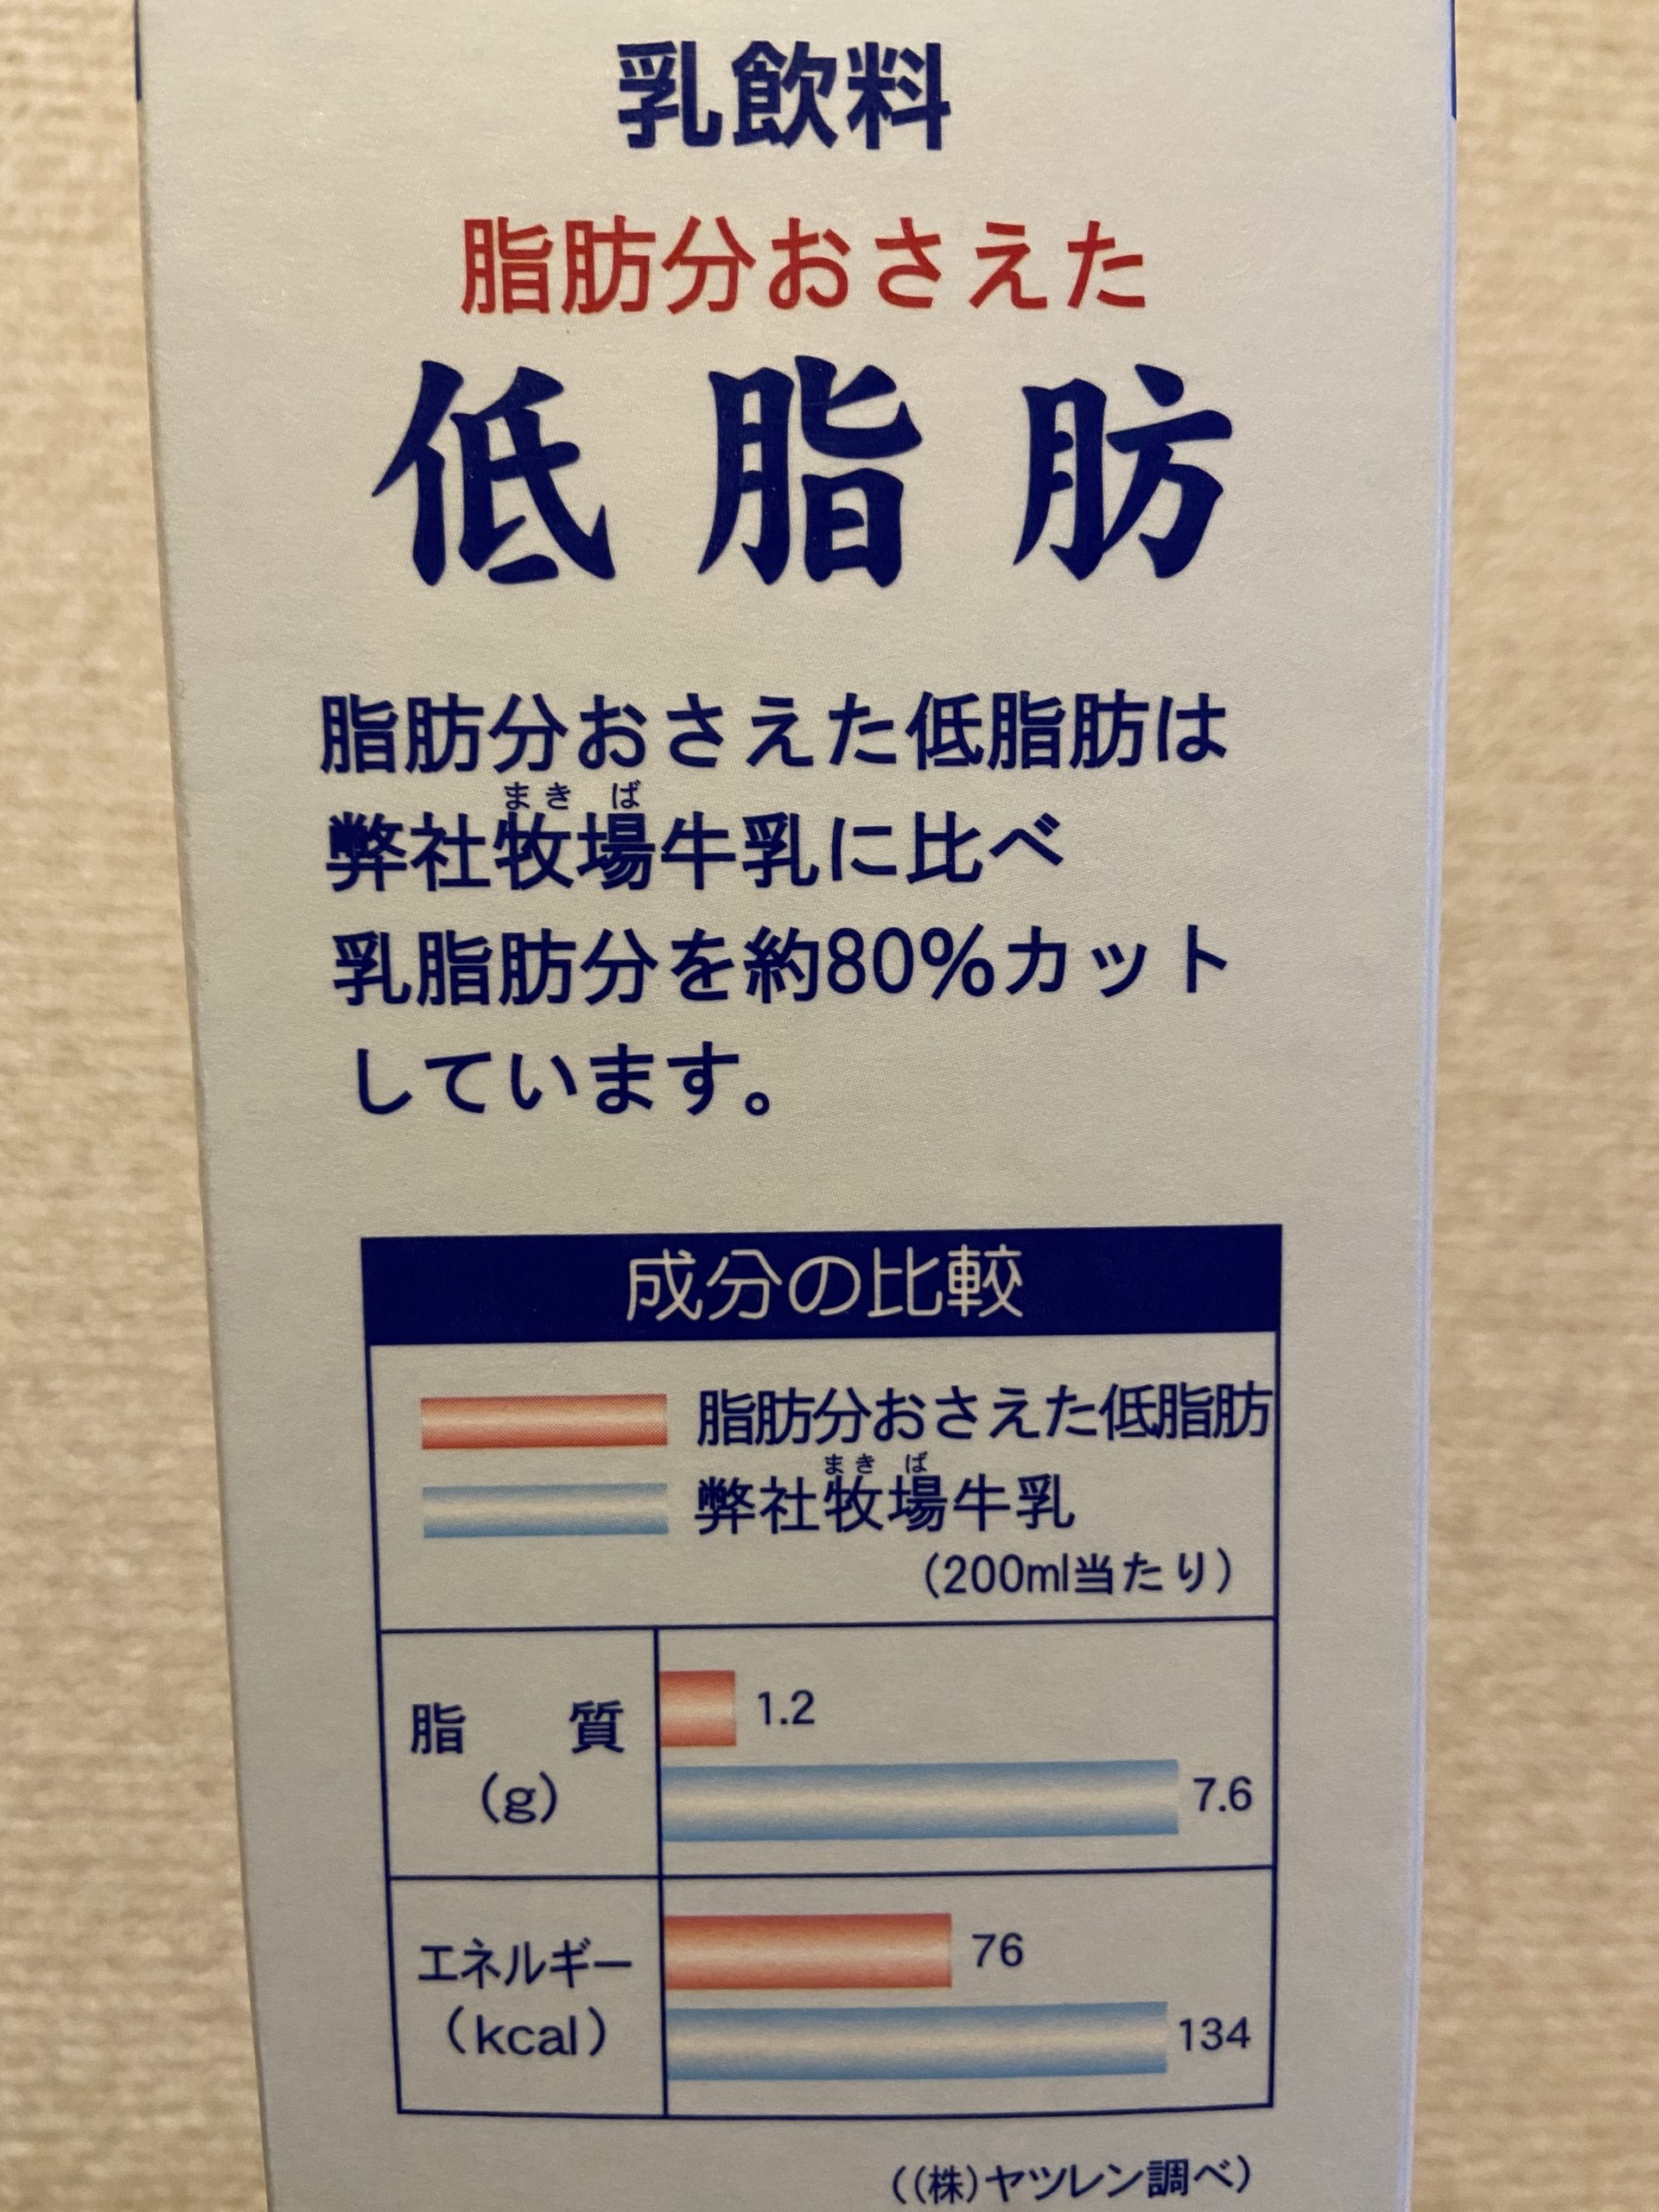 乳飲料
脂肪分おさえた
低脂肪
脂肪分おさえた低脂肪は
まきば
弊社牧場牛乳に比べ
乳脂肪分を約80%カット
しています。
成分の比較
脂肪分おさえた低脂肪
まきば
弊社牧場牛乳
(200ml当たり)
脂 質
(g)
1.2
7.6
エネルギー
(kcal)
76
134
((株)ヤツレン調べ)